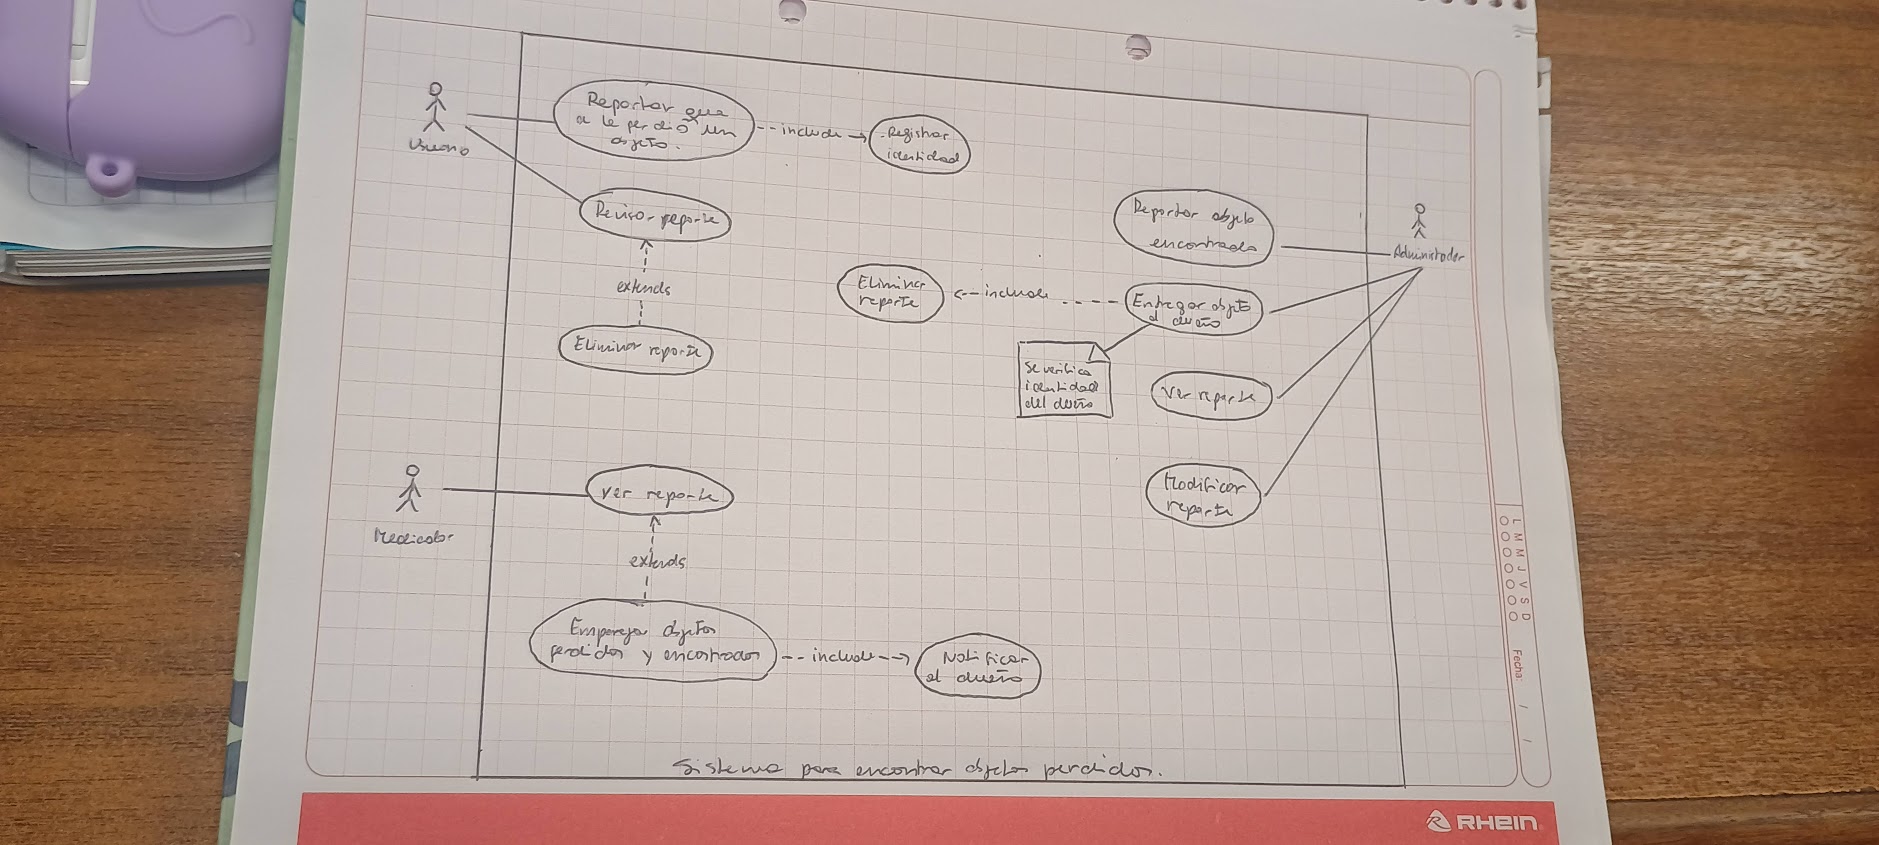 Usuario
Reportar que
a le perdió un
objeto.
-- include ->
Registrar
identidad
Revisar reporte
extends
Eliminar reporte
Reportar objeto
encontrado
Administrador
Eliminar
reporte
<-- include ----
Entregar objeto
al dueño
Se verifica
identidad
del dueño
Ver reporte
Modificar
reporte
Mediador
Ver reporte
extends
Emparejar objetos
perdidos y encontrados
-- include -->
Notificar
al dueño
Sistema para encontrar objetos perdidos.
L M M J V S D
Fecha: / /
RHEIN